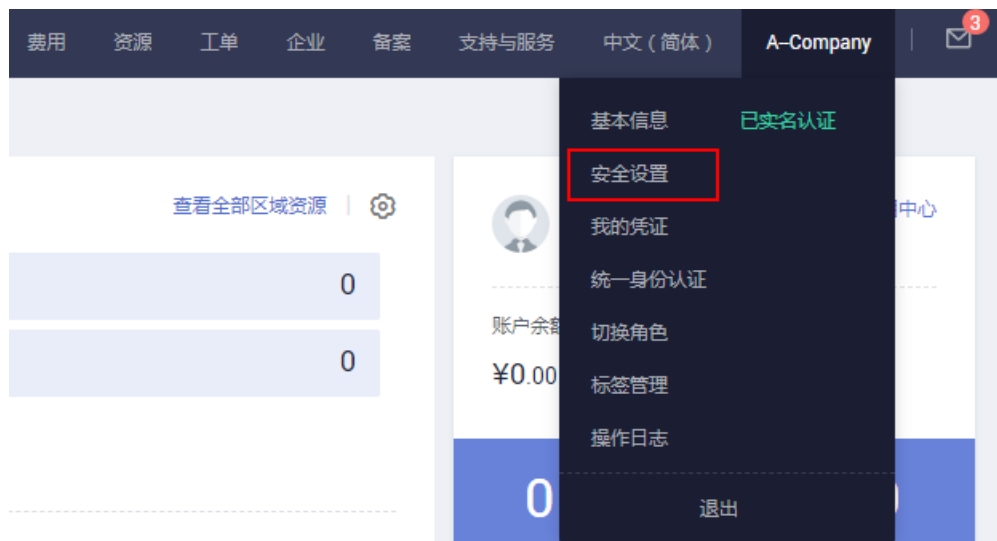 费用 资源 工单 企业 备案 支持与服务 中文（简体） A–Company 3
基本信息 已实名认证
安全设置
查看全部区域资源
中心
我的凭证
统一身份认证
0
账户余额
切换角色
0
¥0.00
标签管理
操作日志
0
退出